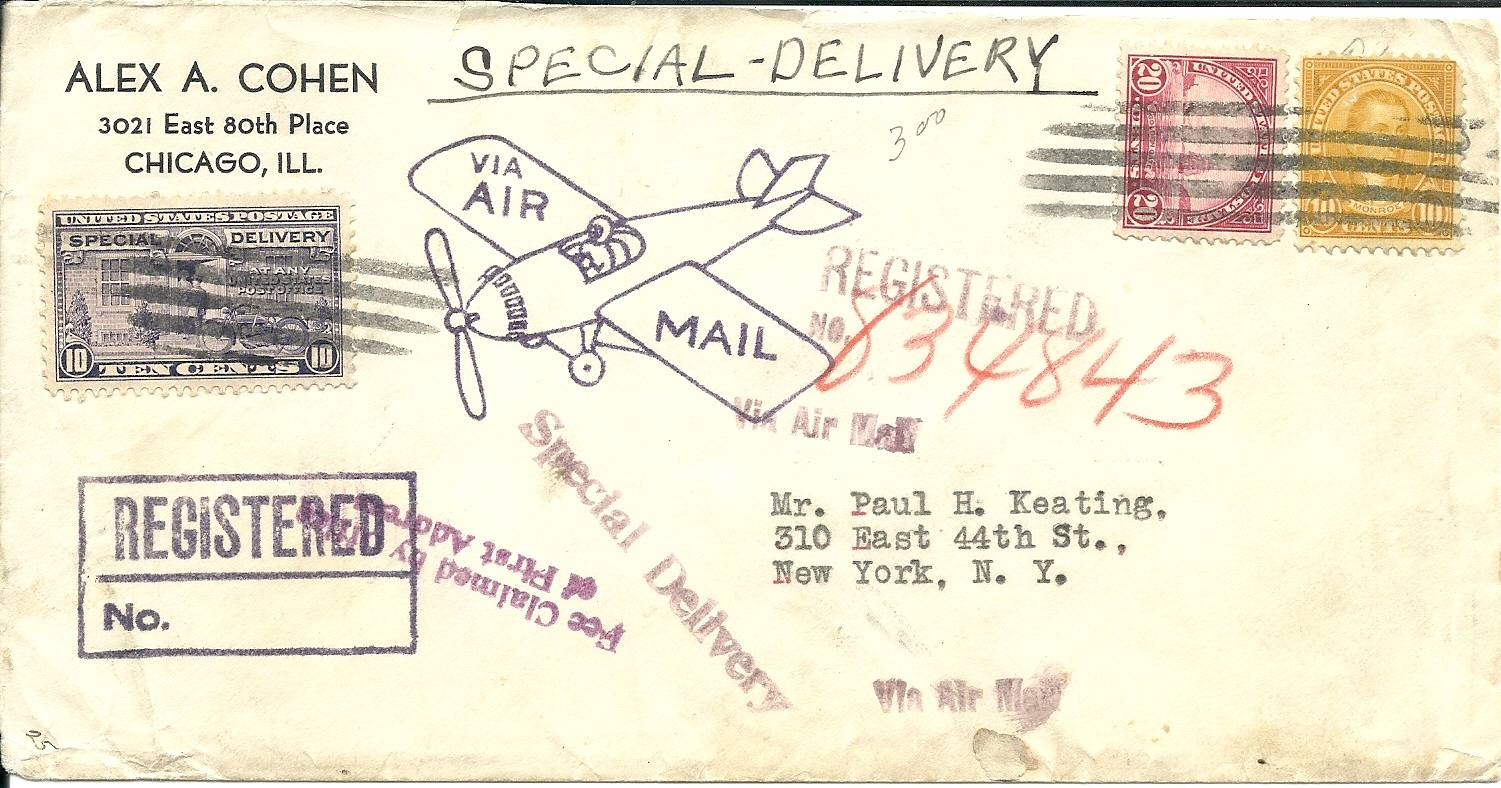 ALEX A. COHEN
3021 East 80th Place
CHICAGO, ILL.
SPECIAL-DELIVERY
300
UNITED STATES POSTAGE
SPECIAL DELIVERY
AT ANY
UNITED STATES
POST OFFICE
10 10
TEN CENTS
VIA
AIR
MAIL
20
20
UNITED STATES POSTAGE
MONROE
10 CENTS 10
REGISTERED
NO. 834843
Via Air Mail
Special Delivery
REGISTERED
No.
Fee Claimed by Office
of First Address
Mr. Paul H. Keating,
310 East 44th St.,
New York, N. Y.
Via Air Mail
25